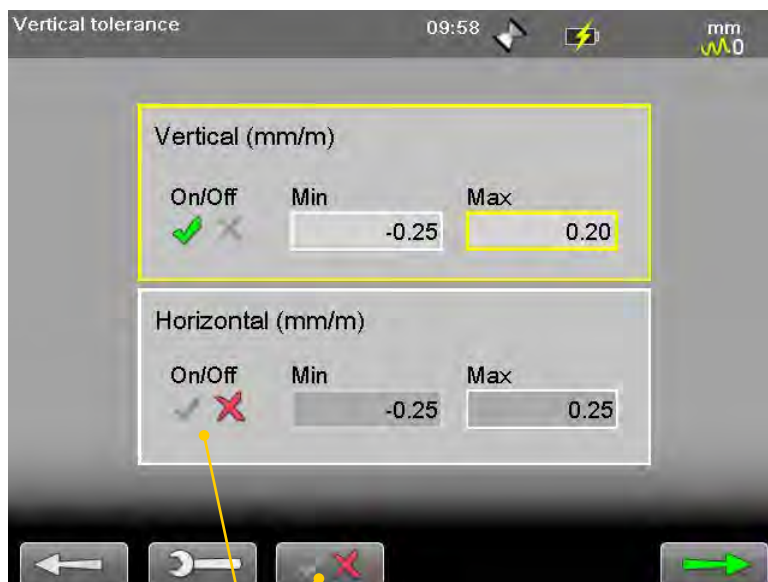 Vertical tolerance 09:58 mm
0
Vertical (mm/m)
On/Off Min Max
-0.25 0.20
Horizontal (mm/m)
On/Off Min Max
-0.25 0.25